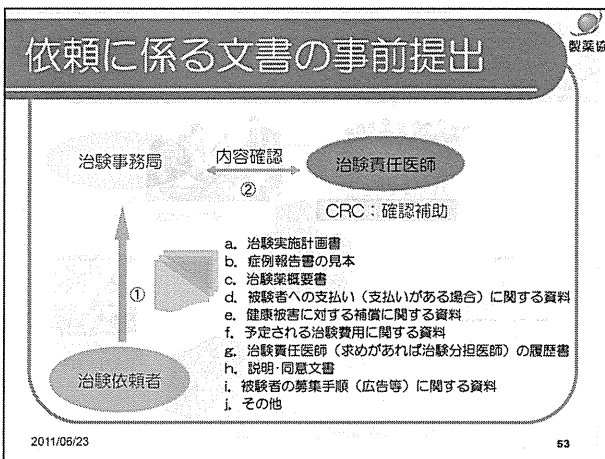 依頼に係る文書の事前提出
製薬協
治験事務局
内容確認
②
治験責任医師
CRC：確認補助
①
a. 治験実施計画書
b. 症例報告書の見本
c. 治験薬概要書
d. 被験者への支払い（支払いがある場合）に関する資料
e. 健康被害に対する補償に関する資料
f. 予定される治験費用に関する資料
g. 治験責任医師（求めがあれば治験分担医師）の履歴書
h. 説明・同意文書
i. 被験者の募集手順（広告等）に関する資料
j. その他
治験依頼者
2011/06/23
53